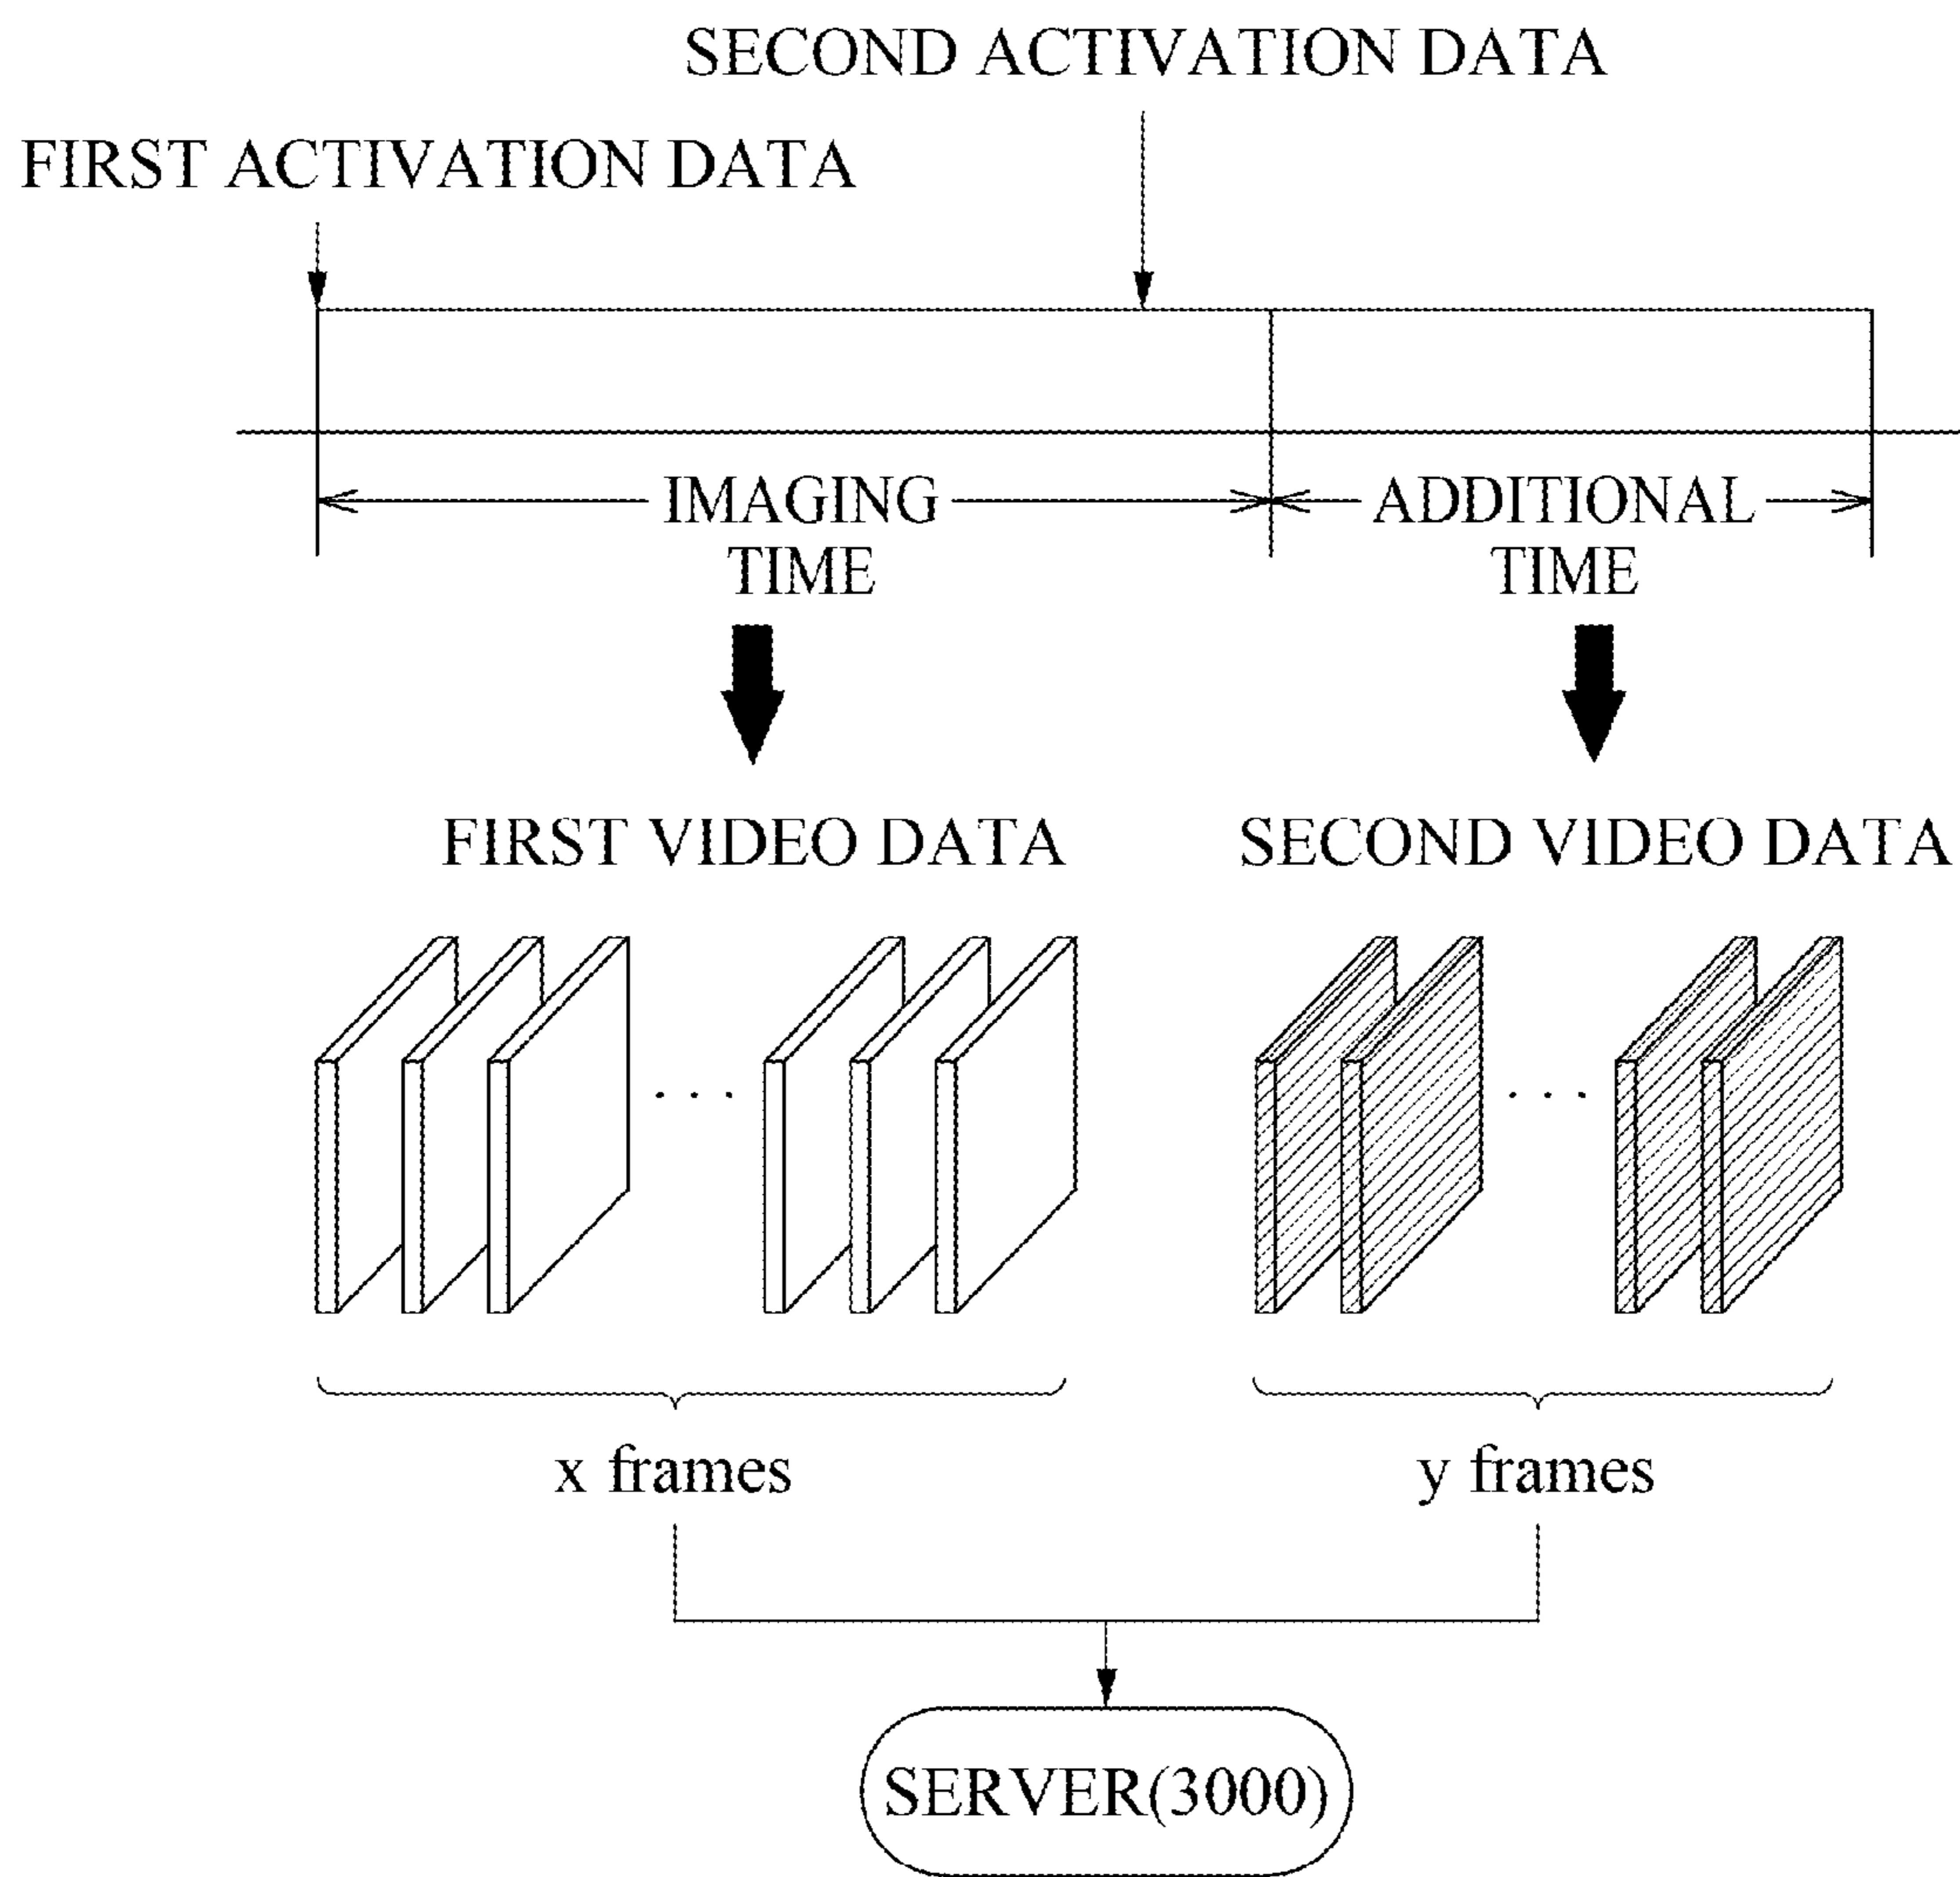 SECOND ACTIVATION DATA
FIRST ACTIVATION DATA
IMAGING
TIME
ADDITIONAL
TIME
FIRST VIDEO DATA
SECOND VIDEO DATA
. . .
. . .
x frames
y frames
SERVER(3000)